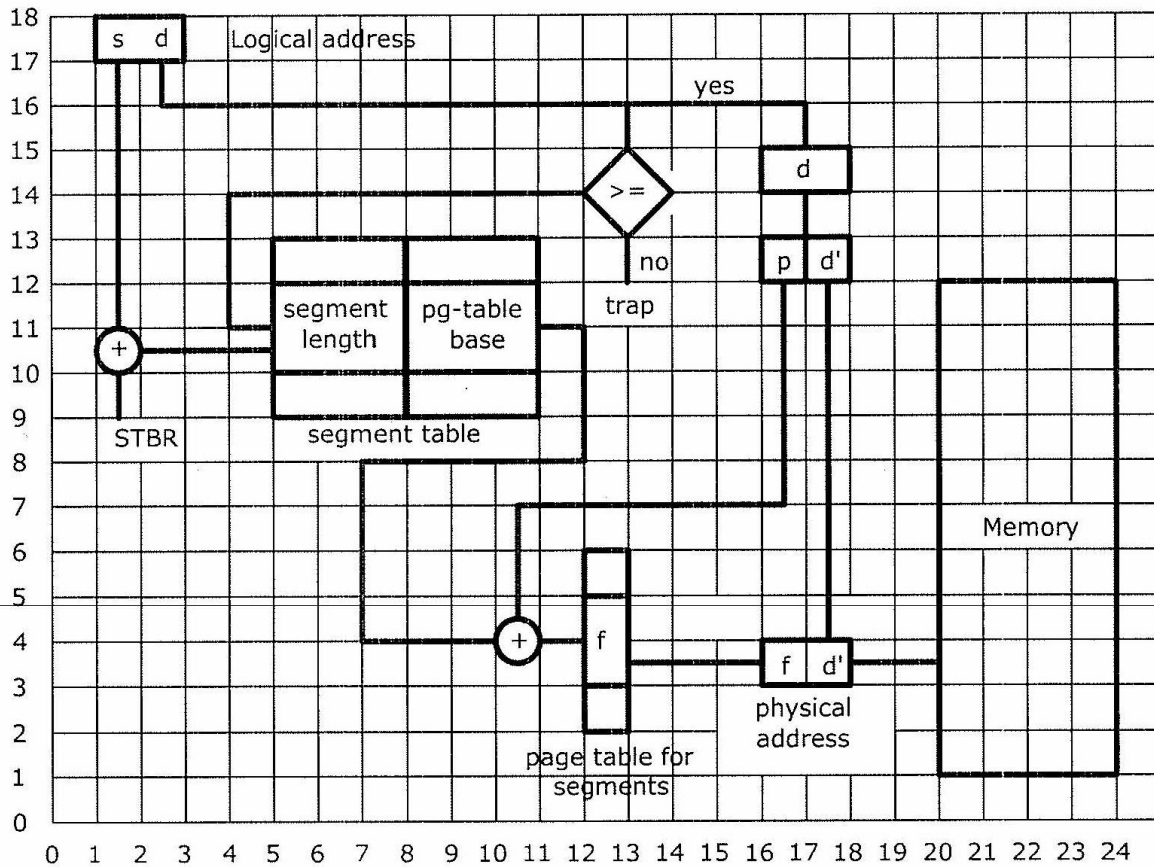 18
s d Logical address
17
yes
16
15
d
14
>=
13
no
p d'
12
trap
segment length
pg-table base
11
+
10
9
STBR
segment table
8
7
Memory
6
5
4
+
f
f d'
3
physical
address
2
page table for
segments
1
0
0 1 2 3 4 5 6 7 8 9 10 11 12 13 14 15 16 17 18 19 20 21 22 23 24